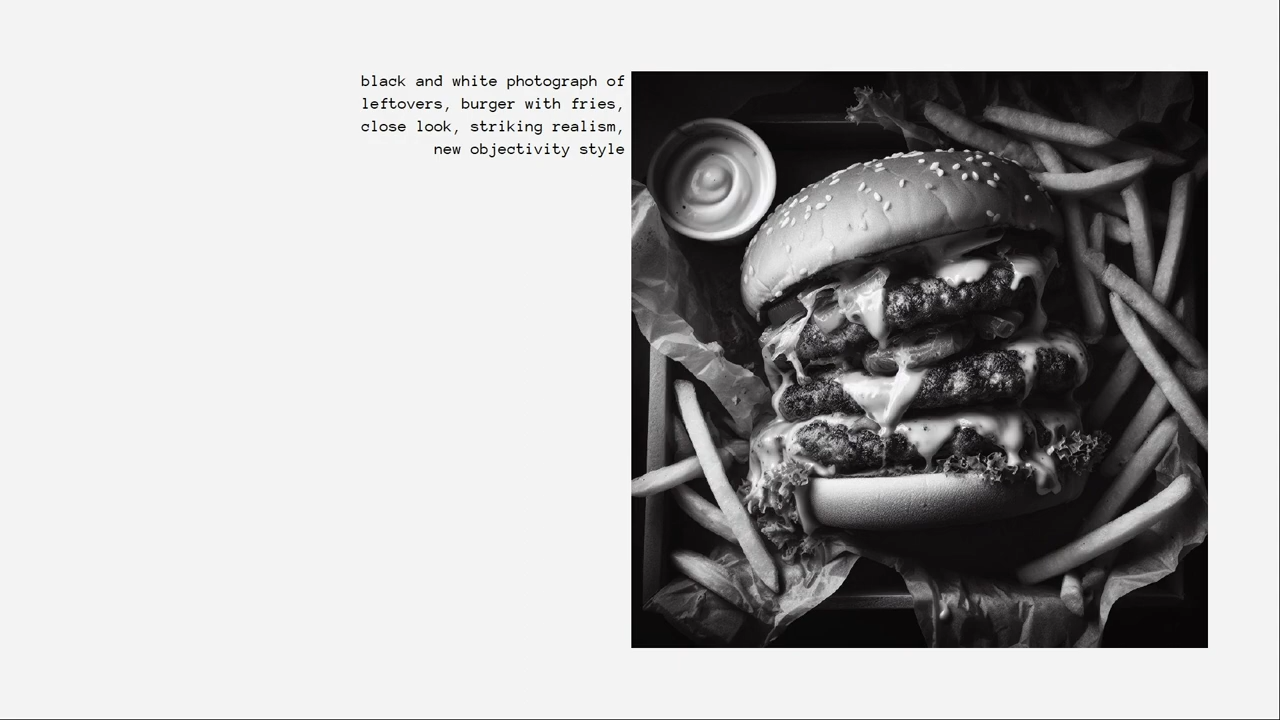 black and white photograph of
leftovers, burger with fries,
close look, striking realism,
new objectivity style